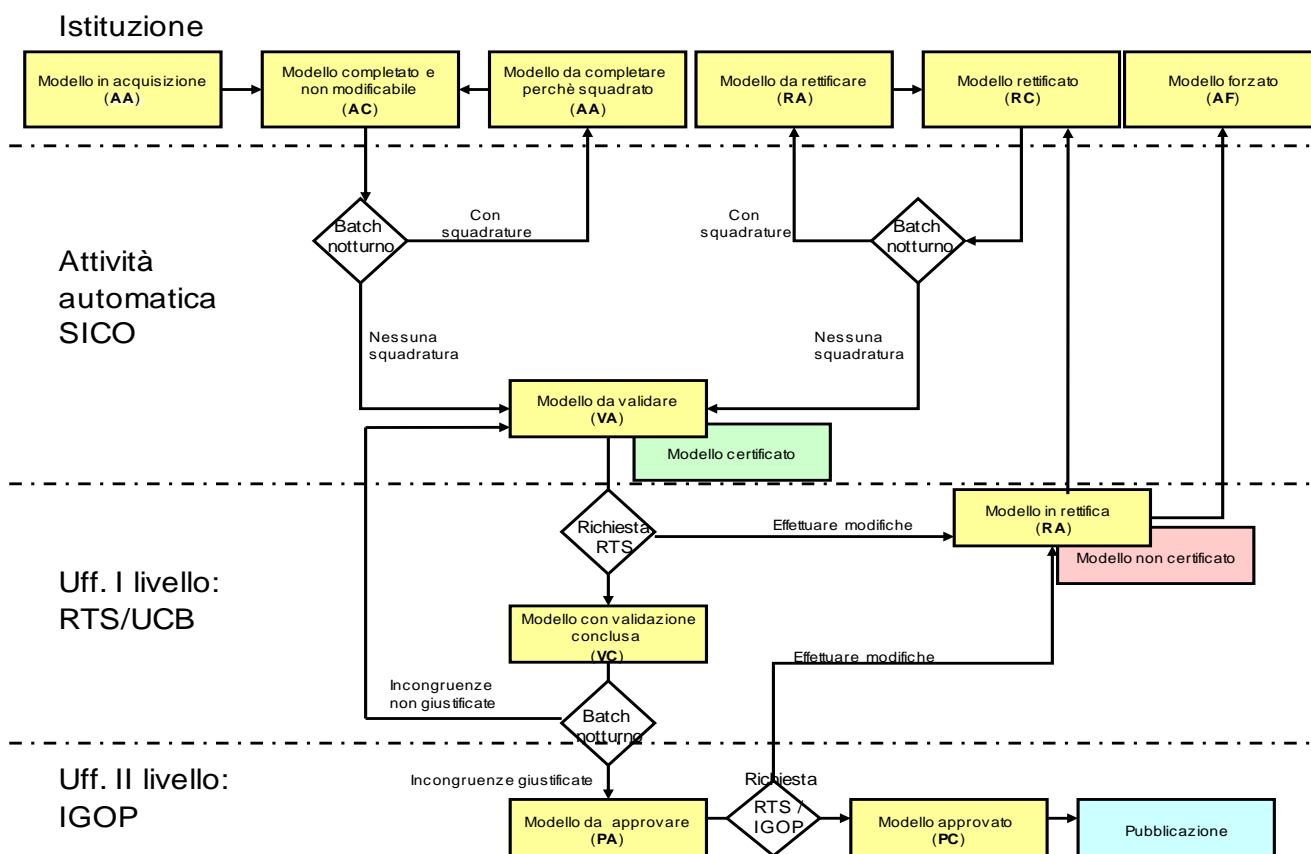 Istituzione
Modello in acquisizione
(AA)
Modello completato e
non modificabile
(AC)
Modello da completare
perchè squadrato
(AA)
Modello da rettificare
(RA)
Modello rettificato
(RC)
Modello forzato
(AF)
Attività
automatica
SICO
Batch
notturno
Con
squadrature
Con
squadrature
Batch
notturno
Nessuna
squadratura
Nessuna
squadratura
Modello da validare
(VA)
Modello certificato
Uff. I livello:
RTS/UCB
Richiesta
RTS
Effettuare modifiche
Modello in rettifica
(RA)
Modello non certificato
Modello con validazione
conclusa
(VC)
Effettuare modifiche
Incongruenze
non giustificate
Batch
notturno
Uff. II livello:
IGOP
Incongruenze giustificate
Modello da approvare
(PA)
Richiesta
RTS /
IGOP
Modello approvato
(PC)
Pubblicazione